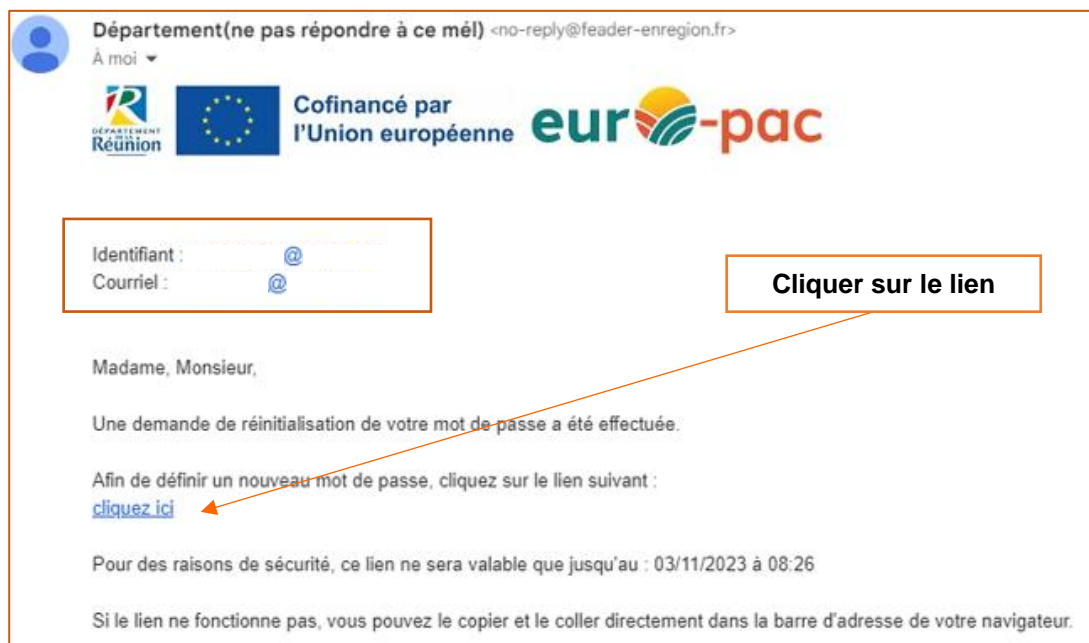 Département(ne pas répondre à ce mél) <no-reply@feader-enregion.fr>
À moi
DÉPARTEMENT
DE LA
Réunion
Cofinancé par
l'Union européenne
euro-pac
Identifiant : @
Courriel : @
Cliquer sur le lien
Madame, Monsieur,
Une demande de réinitialisation de votre mot de passe a été effectuée.
Afin de définir un nouveau mot de passe, cliquez sur le lien suivant :
cliquez ici
Pour des raisons de sécurité, ce lien ne sera valable que jusqu'au : 03/11/2023 à 08:26
Si le lien ne fonctionne pas, vous pouvez le copier et le coller directement dans la barre d'adresse de votre navigateur.